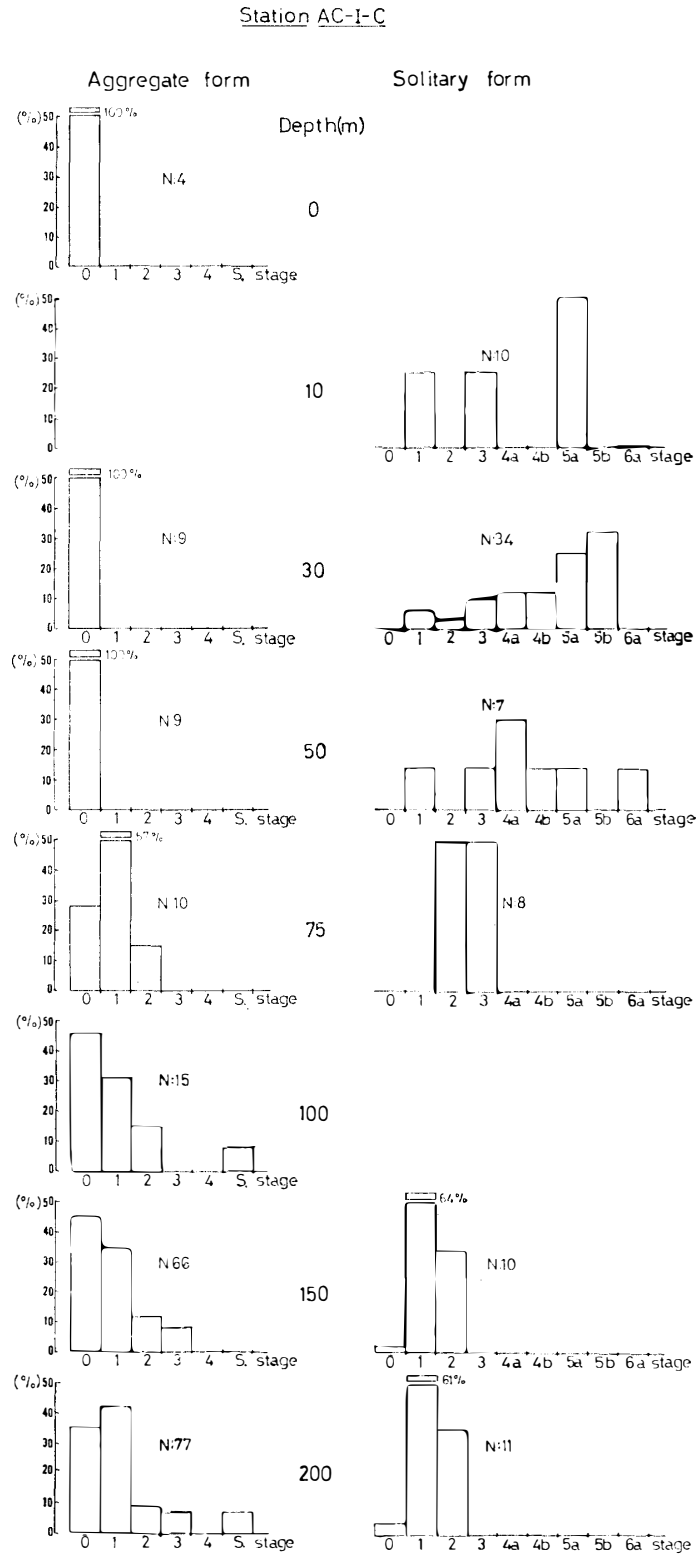 Station AC-I-C
Aggregate form Solitary form
Depth(m)
(%) 50 100%
40
30 N:4
20 0
10
0
0 1 2 3 4 S. stage
(%) 50
40
30 10 N:10
20
10
0
0 1 2 3 4a 4b 5a 5b 6a stage
(%) 50 100%
40
30 N:9 30 N:34
20
10
0
0 1 2 3 4 S. stage 0 1 2 3 4a 4b 5a 5b 6a stage
(%) 50 100%
40
30 N:9 50 N:7
20
10
0
0 1 2 3 4 S. stage 0 1 2 3 4a 4b 5a 5b 6a stage
(%) 50 57%
40
30 N:10 75 N:8
20
10
0
0 1 2 3 4 S. stage 0 1 2 3 4a 4b 5a 5b 6a stage
(%) 50
40
30 N:15
20 100
10
0
0 1 2 3 4 S. stage
(%) 50 64%
40
30 N:66 150 N:10
20
10
0
0 1 2 3 4 S. stage 0 1 2 3 4a 4b 5a 5b 6a stage
(%) 50 61%
40
30 N:77 N:11
20 200
10
0
0 1 2 3 4 S. stage 0 1 2 3 4a 4b 5a 5b 6a stage